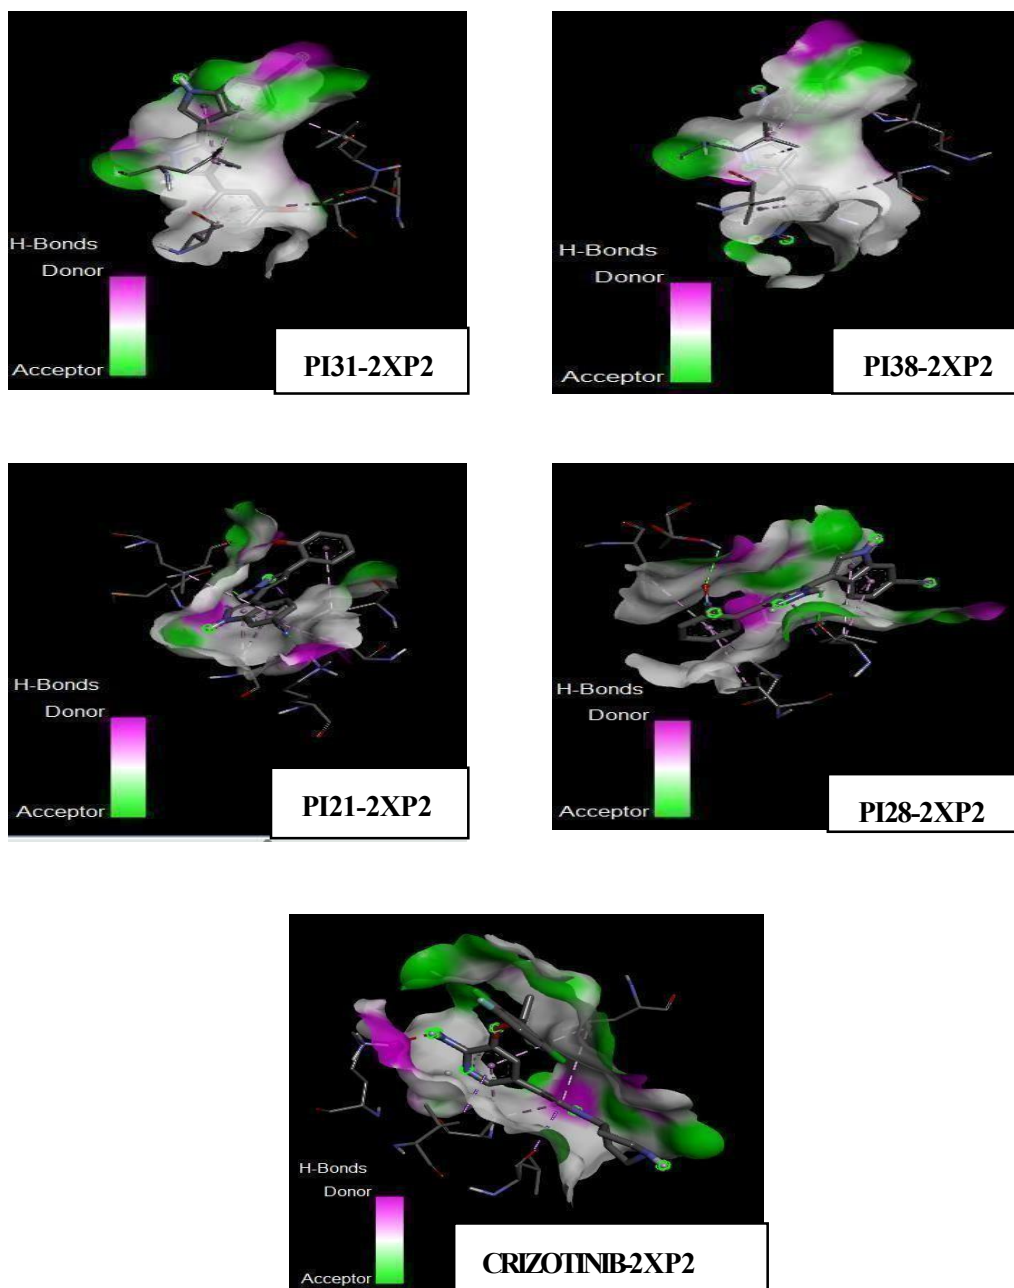 H-Bonds
Donor
Acceptor
PI31-2XP2
H-Bonds
Donor
Acceptor
PI38-2XP2
H-Bonds
Donor
Acceptor
PI21-2XP2
H-Bonds
Donor
Acceptor
PI28-2XP2
H-Bonds
Donor
Acceptor
CRIZOTINIB-2XP2